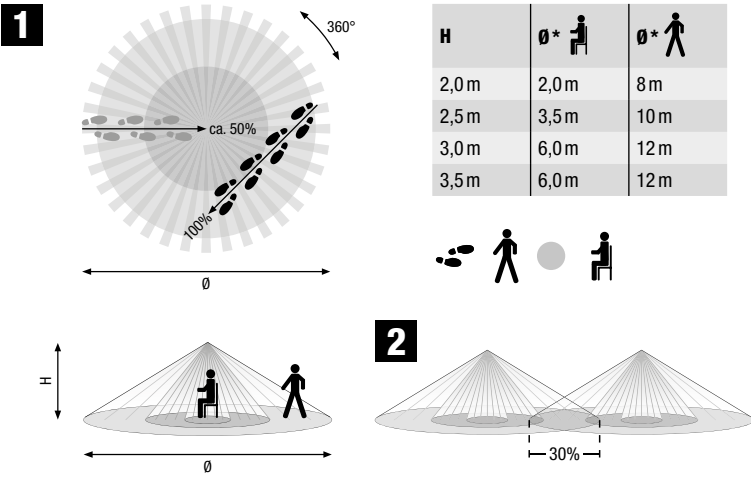 1
360°
ca. 50%
100%
Ø
H
Ø
H Ø* Ø*
2,0 m 2,0 m 8 m
2,5 m 3,5 m 10 m
3,0 m 6,0 m 12 m
3,5 m 6,0 m 12 m
2
30%